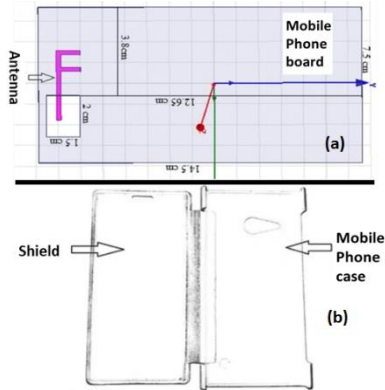 Antenna
3.8cm
Mobile
Phone
board
7.5 cm
12.65 cm
2 cm
1.5 cm
14.5 cm
(a)
Shield
Mobile
Phone
case
(b)